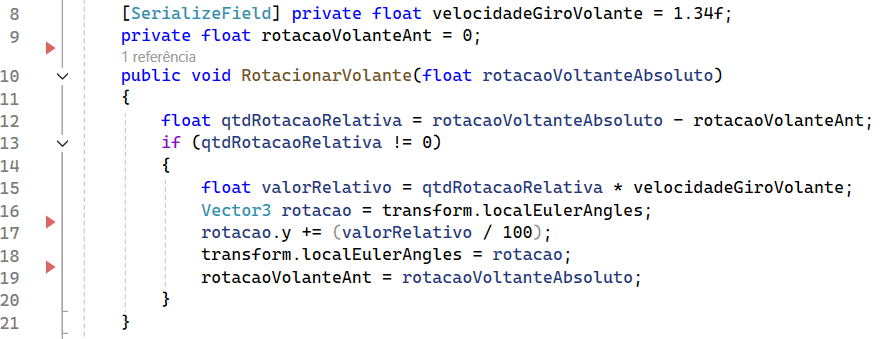 8 [SerializeField] private float velocidadeGiroVolante = 1.34f;
9 private float rotacaoVolanteAnt = 0;
1 referência
10 public void RotacionarVolante(float rotacaoVoltanteAbsoluto)
11 {
12 float qtdRotacaoRelativa = rotacaoVoltanteAbsoluto - rotacaoVolanteAnt;
13 if (qtdRotacaoRelativa != 0)
14 {
15 float valorRelativo = qtdRotacaoRelativa * velocidadeGiroVolante;
16 Vector3 rotacao = transform.localEulerAngles;
17 rotacao.y += (valorRelativo / 100);
18 transform.localEulerAngles = rotacao;
19 rotacaoVolanteAnt = rotacaoVoltanteAbsoluto;
20 }
21 }